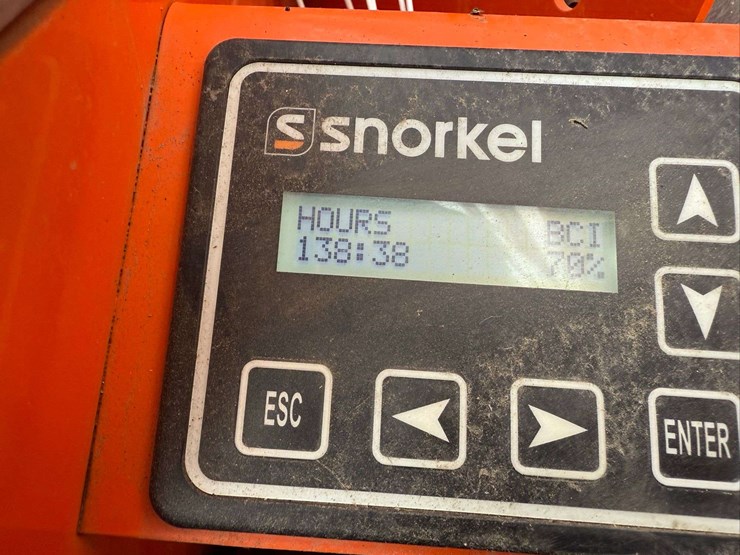 S snorkel
HOURS BCI
138:38 70%
ESC
ENTER